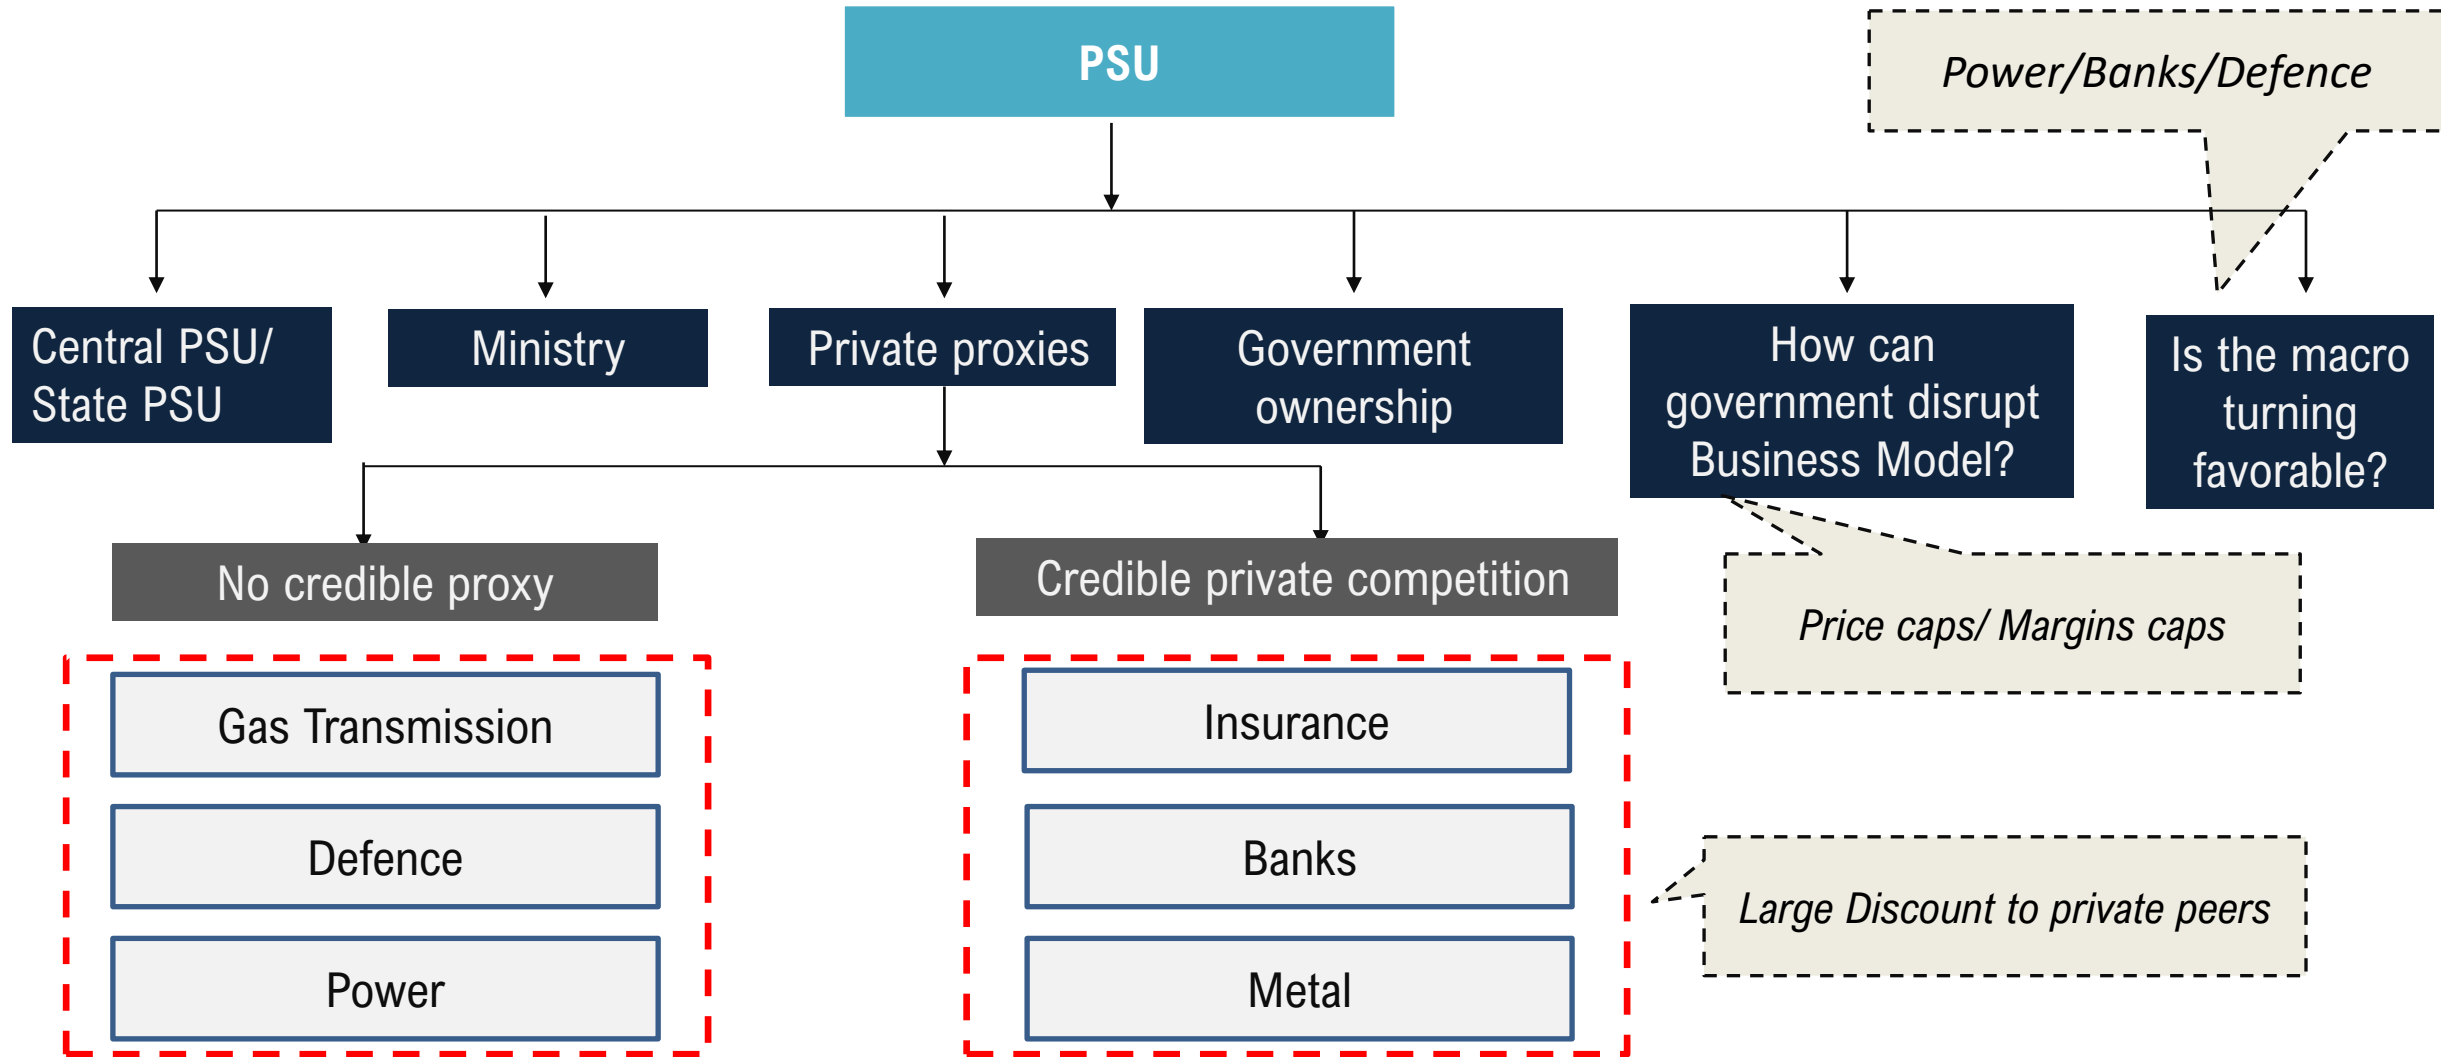 PSU
Power/Banks/Defence
Central PSU/
State PSU
Ministry
Private proxies
Government
ownership
How can
government disrupt
Business Model?
Is the macro
turning
favorable?
No credible proxy
Credible private competition
Price caps/ Margins caps
Gas Transmission
Defence
Power
Insurance
Banks
Metal
Large Discount to private peers